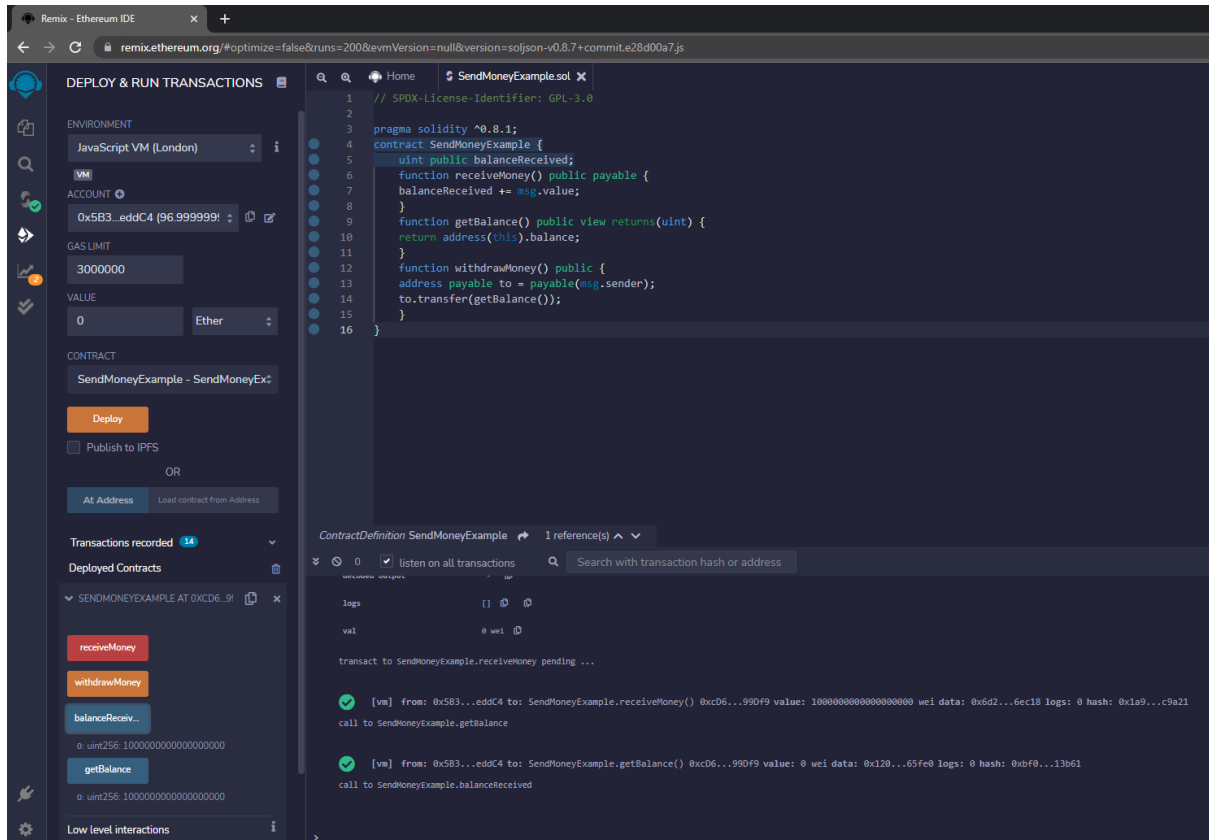 Remix - Ethereum IDE
remix.ethereum.org/#optimize=false&runs=200&evmVersion=null&version=soljson-v0.8.7+commit.e28d00a7.js
DEPLOY & RUN TRANSACTIONS
ENVIRONMENT
JavaScript VM (London)
VM
ACCOUNT
0x5B3...eddC4 (96.9999999
GAS LIMIT
3000000
VALUE
0 Ether
CONTRACT
SendMoneyExample - SendMoneyEx
Deploy
Publish to IPFS
OR
At Address Load contract from Address
Transactions recorded 14
Deployed Contracts
SENDMONEYEXAMPLE AT 0XCD6...9
receiveMoney
withdrawMoney
balanceReceiv...
0: uint256: 1000000000000000000
getBalance
0: uint256: 1000000000000000000
Low level interactions
2
Home SendMoneyExample.sol
1 // SPDX-License-Identifier: GPL-3.0
2
3 pragma solidity ^0.8.1;
4 contract SendMoneyExample {
5 uint public balanceReceived;
6 function receiveMoney() public payable {
7 balanceReceived += msg.value;
8 }
9 function getBalance() public view returns(uint) {
10 return address(this).balance;
11 }
12 function withdrawMoney() public {
13 address payable to = payable(msg.sender);
14 to.transfer(getBalance());
15 }
16 }
ContractDefinition SendMoneyExample 1 reference(s)
0 listen on all transactions Search with transaction hash or address
decoded output
logs []
val 0 wei
transact to SendMoneyExample.receiveMoney pending ...
[vm] from: 0x5B3...eddC4 to: SendMoneyExample.receiveMoney() 0xcD6...99Df9 value: 1000000000000000000 wei data: 0x6d2...6ec18 logs: 0 hash: 0x1a9...c9a21
call to SendMoneyExample.getBalance
[vm] from: 0x5B3...eddC4 to: SendMoneyExample.getBalance() 0xcD6...99Df9 value: 0 wei data: 0x120...65fe0 logs: 0 hash: 0xbf0...13b61
call to SendMoneyExample.balanceReceived
>